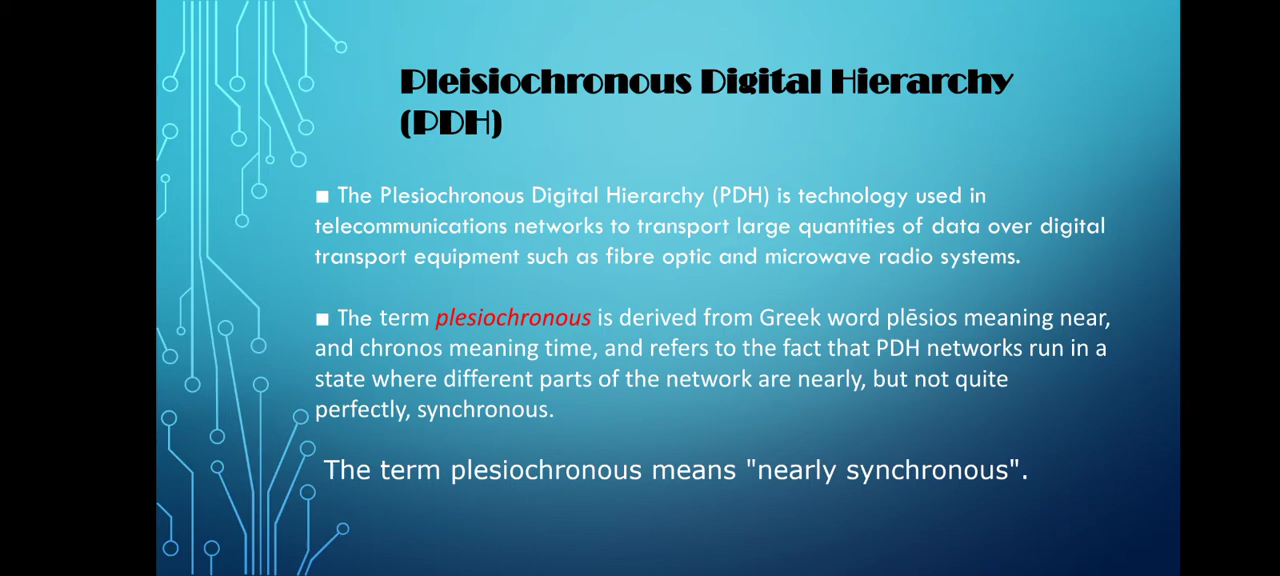 Pleisiochronous Digital Hierarchy
(PDH)
■ The Plesiochronous Digital Hierarchy (PDH) is technology used in
telecommunications networks to transport large quantities of data over digital
transport equipment such as fibre optic and microwave radio systems.
■ The term plesiochronous is derived from Greek word plēsios meaning near,
and chronos meaning time, and refers to the fact that PDH networks run in a
state where different parts of the network are nearly, but not quite
perfectly, synchronous.
The term plesiochronous means "nearly synchronous".